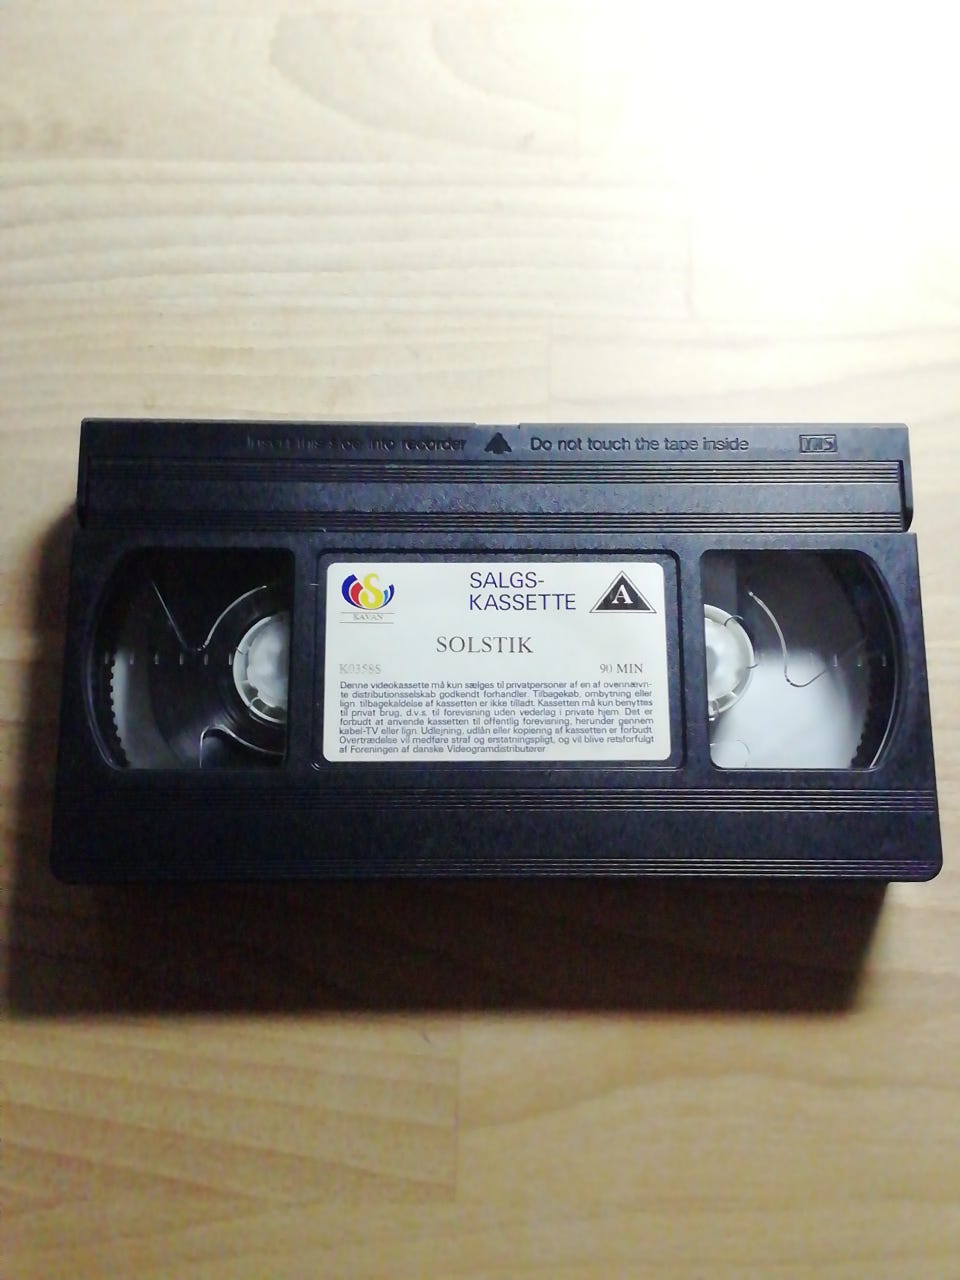 Insert this side into recorder Do not touch the tape inside VHS
S
KAVAN
SALGS-
KASSETTE
A
SOLSTIK
K0358S 90 MIN
Denne videokassette må kun sælges til privatpersoner af en af ovennævn-
te distributionsselskab godkendt forhandler. Tilbagekøb, ombytning eller
lign. tilbagekaldelse af kassetten er ikke tilladt. Kassetten må kun benyttes
til privat brug, d.v.s. til forevisning uden vederlag i private hjem. Det er
forbudt at anvende kassetten til offentlig forevisning, herunder gennem
kabel-TV eller lign. Udlejning, udlån eller kopiering af kassetten er forbudt.
Overtrædelse vil medføre straf og erstatningspligt, og vil blive retsforfulgt
af Foreningen af danske Videogramdistributører